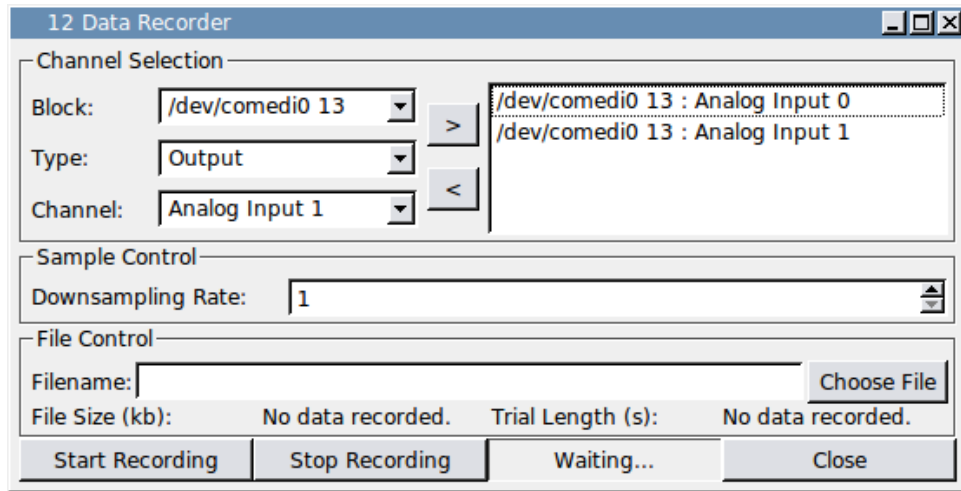 12 Data Recorder
Channel Selection
Block: /dev/comedi0 13
Type: Output
Channel: Analog Input 1
>
<
/dev/comedi0 13 : Analog Input 0
/dev/comedi0 13 : Analog Input 1
Sample Control
Downsampling Rate: 1
File Control
Filename: Choose File
File Size (kb): No data recorded. Trial Length (s): No data recorded.
Start Recording Stop Recording Waiting... Close